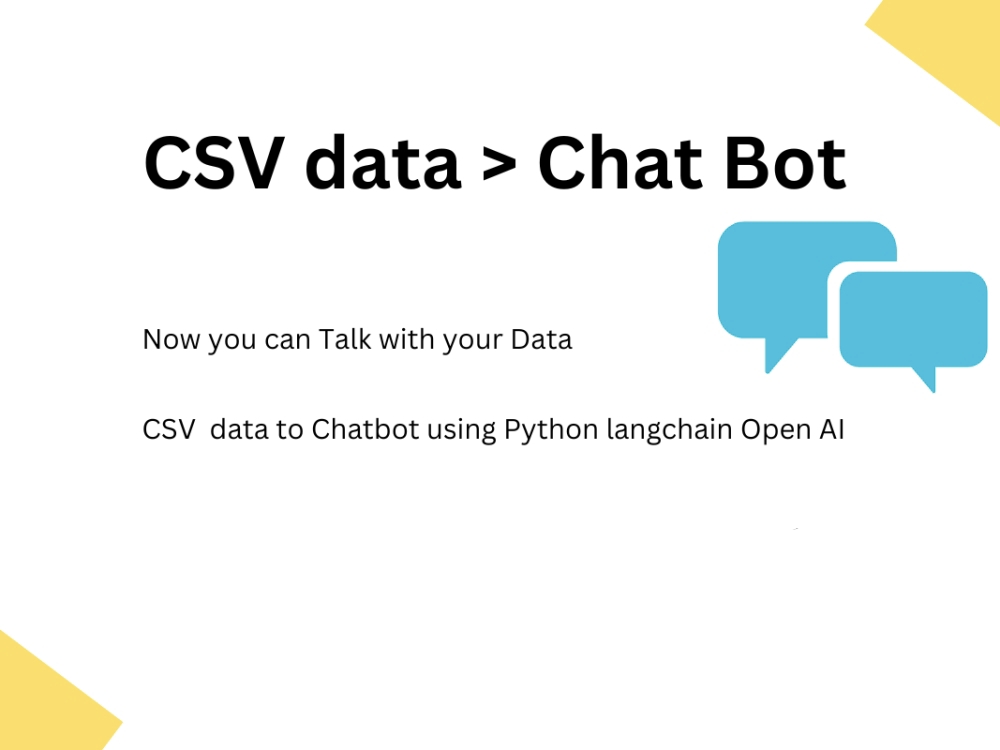 CSV data > Chat Bot
Now you can Talk with your Data
CSV  data to Chatbot using Python langchain Open AI